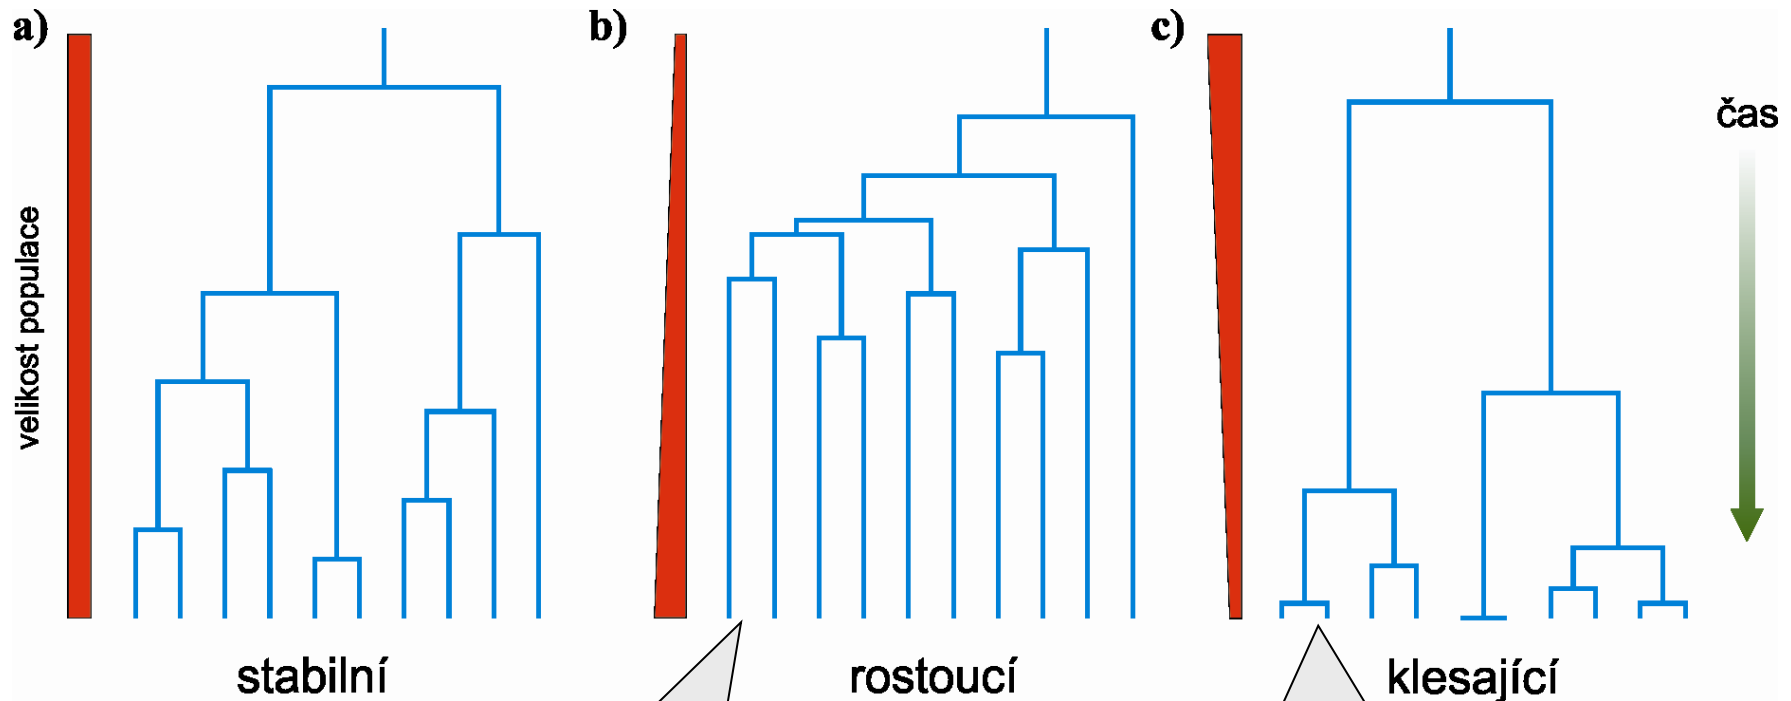 a)
b)
c)
čas
velikost populace
stabilní
rostoucí
klesající